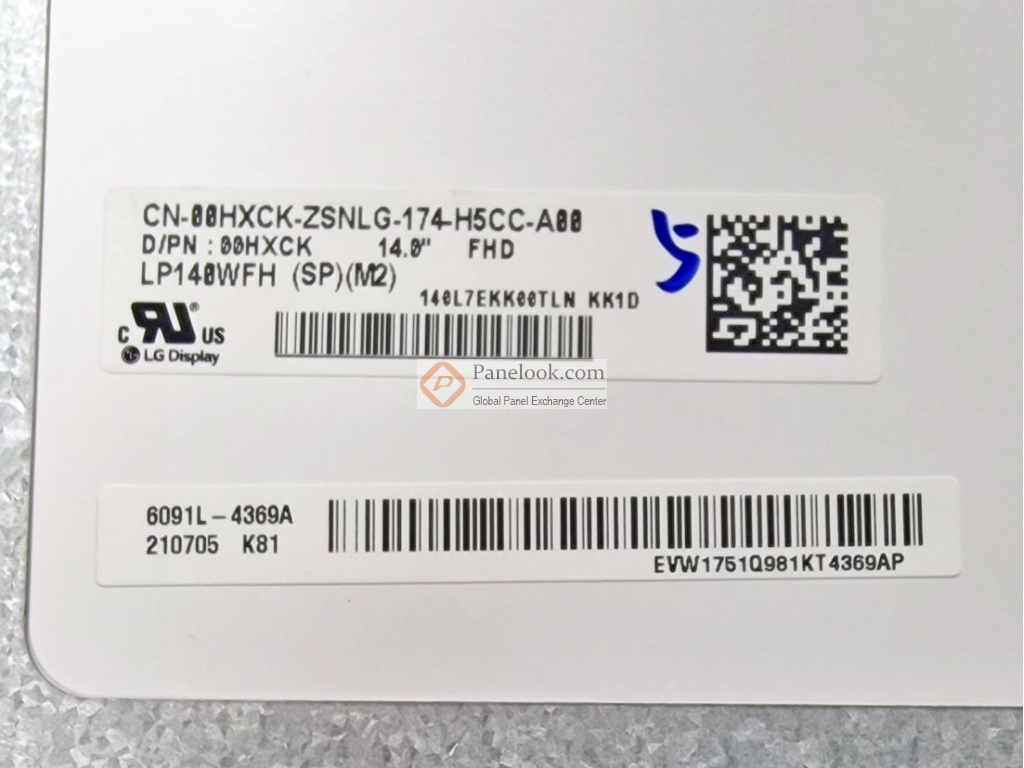 CN-00HXCK-ZSNLG-174-H5CC-A00
D/PN : 00HXCK 14.0" FHD
LP140WFH (SP)(M2)
140L7EKK00TLN KK1D
C RU® US
LG Display
Panelook.com
Global Panel Exchange Center
6091L-4369A
210705 K81
EVW1751Q981KT4369AP